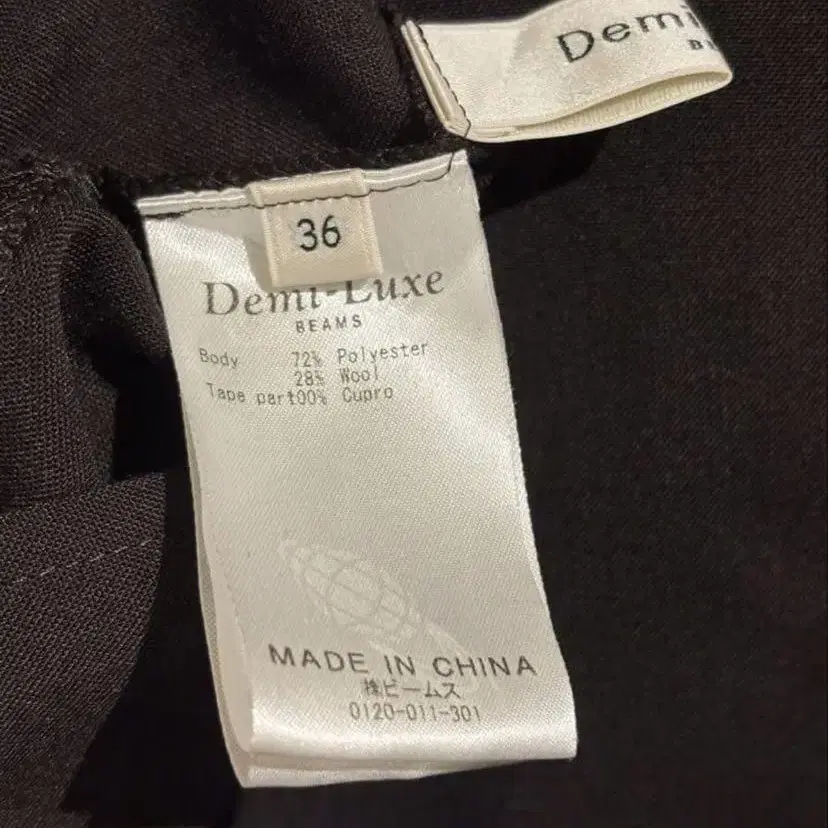 Demi
36
Demi-Luxe
BEAMS
Body 72% Polyester
28% Wool
Tape part100% Cupro
MADE IN CHINA
㈱ビームス
0120-011-301